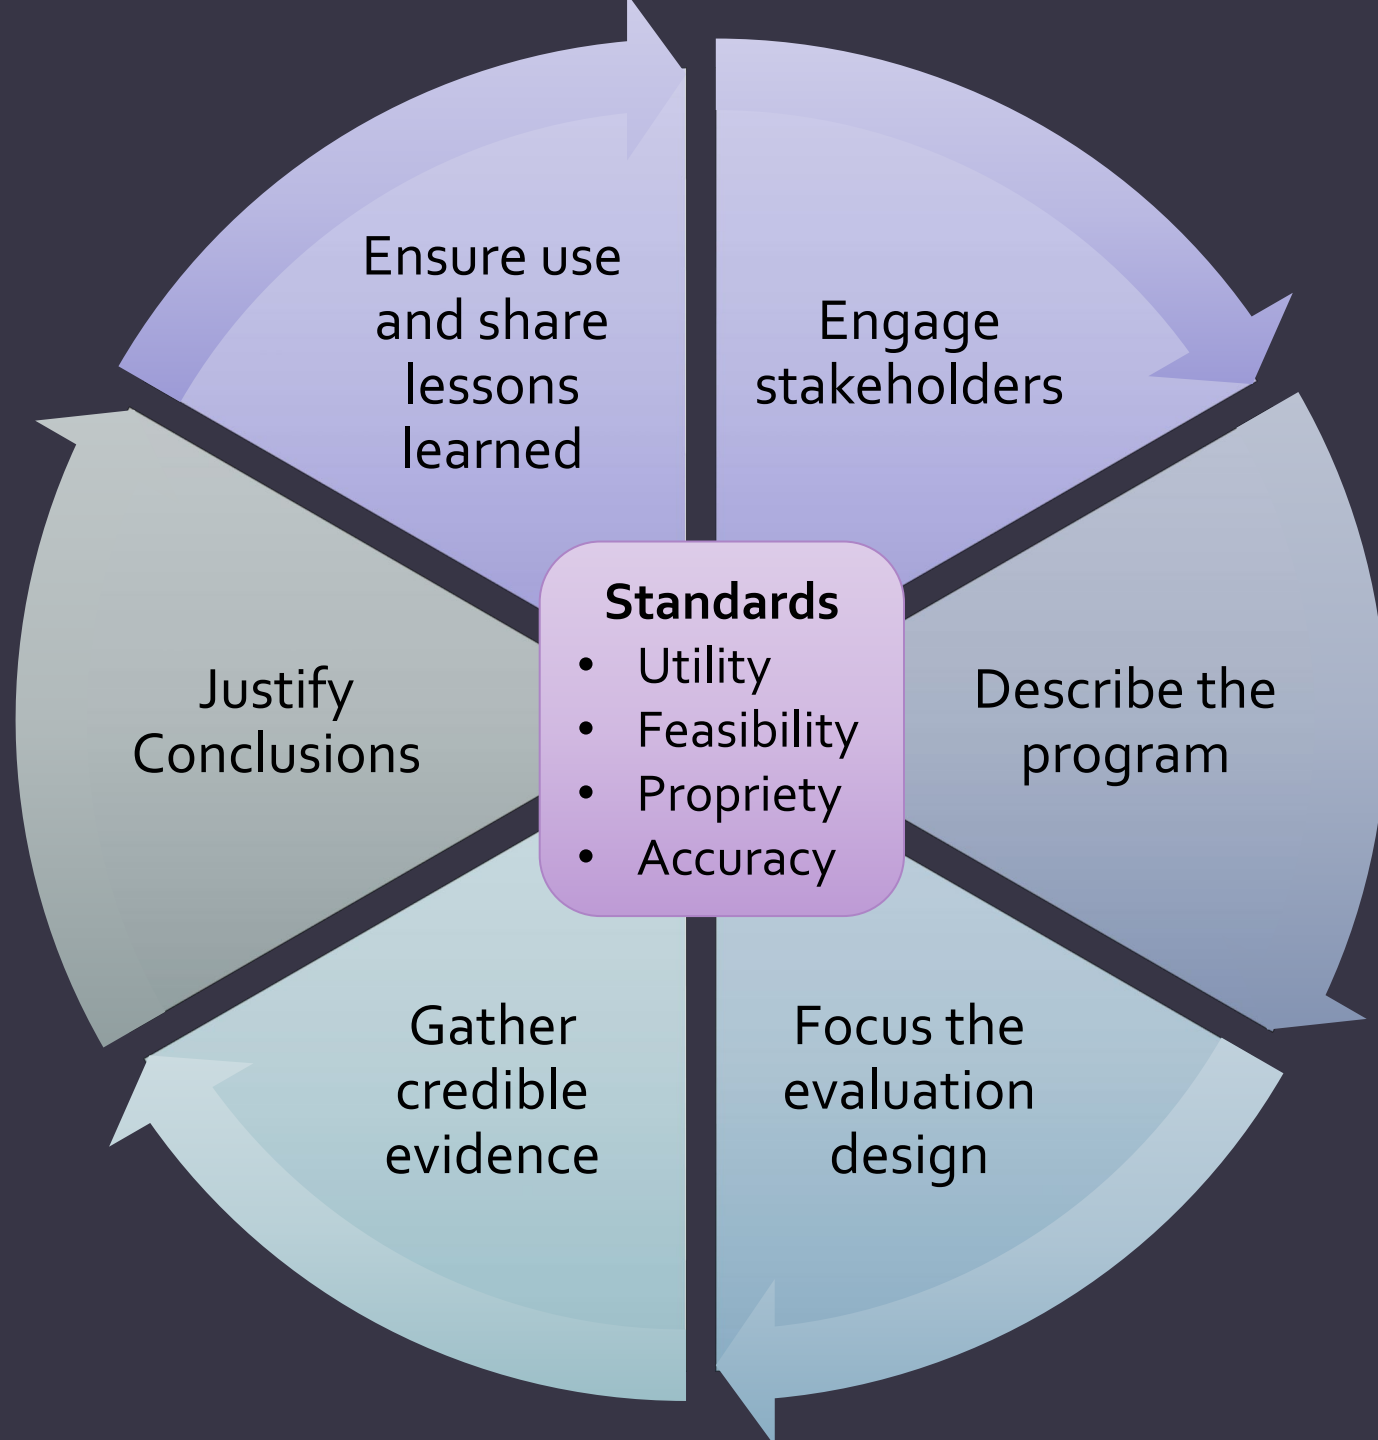 Ensure use
and share
lessons
learned
Engage
stakeholders
Standards
• Utility
• Feasibility
• Propriety
• Accuracy
Describe the
program
Focus the
evaluation
design
Gather
credible
evidence
Justify
Conclusions